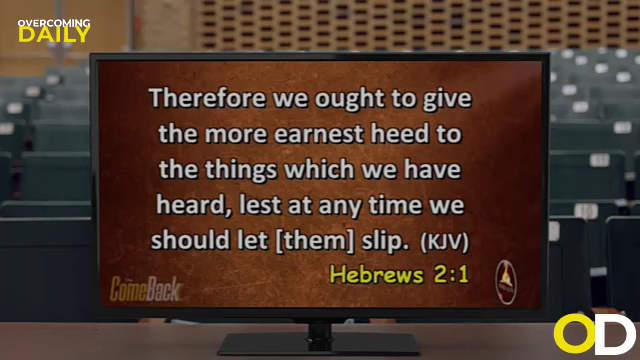 OVERCOMING
DAILY
Therefore we ought to give
the more earnest heed to
the things which we have
heard, lest at any time we
should let [them] slip. (KJV)
Hebrews 2:1
ComeBack
OD